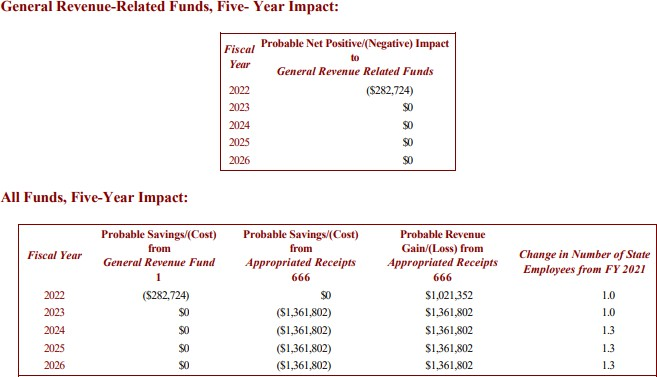 General Revenue-Related Funds, Five- Year Impact:
Fiscal Year Probable Net Positive/(Negative) Impact to General Revenue Related Funds
2022 ($282,724)
2023 $0
2024 $0
2025 $0
2026 $0
All Funds, Five-Year Impact:
Fiscal Year Probable Savings/(Cost) from General Revenue Fund 1 Probable Savings/(Cost) from Appropriated Receipts 666 Probable Revenue Gain/(Loss) from Appropriated Receipts 666 Change in Number of State Employees from FY 2021
2022 ($282,724) $0 $1,021,352 1.0
2023 $0 ($1,361,802) $1,361,802 1.0
2024 $0 ($1,361,802) $1,361,802 1.3
2025 $0 ($1,361,802) $1,361,802 1.3
2026 $0 ($1,361,802) $1,361,802 1.3